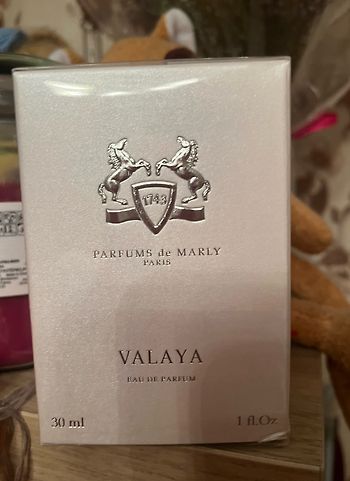 1743
PARFUMS de MARLY
PARIS
VALAYA
EAU DE PARFUM
30 ml 1 fl.Oz